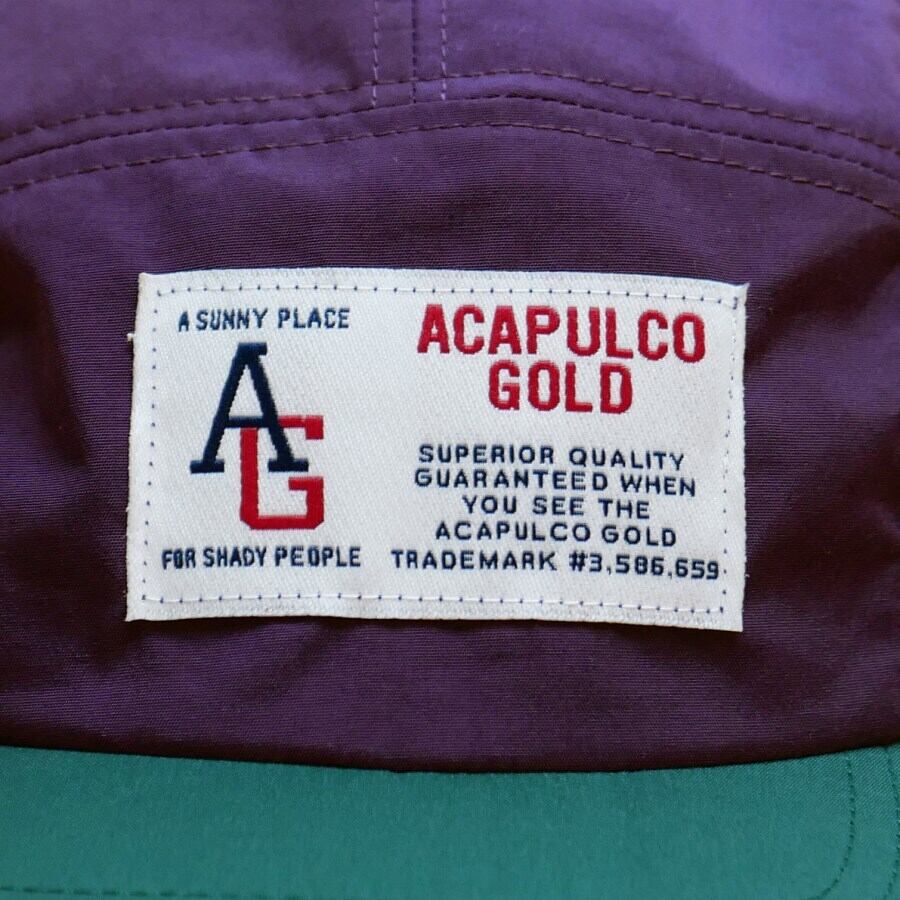 A SUNNY PLACE
AG
FOR SHADY PEOPLE
ACAPULCO
GOLD
SUPERIOR QUALITY
GUARANTEED WHEN
YOU SEE THE
ACAPULCO GOLD
TRADEMARK #3,586,659.